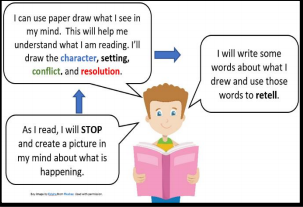 I can use paper draw what I see in
my mind. This will help me
understand what I am reading. I'll
draw the character, setting,
conflict, and resolution.
I will write some
words about what I
drew and use those
words to retell.
As I read, I will STOP
and create a picture in
my mind about what is
happening.